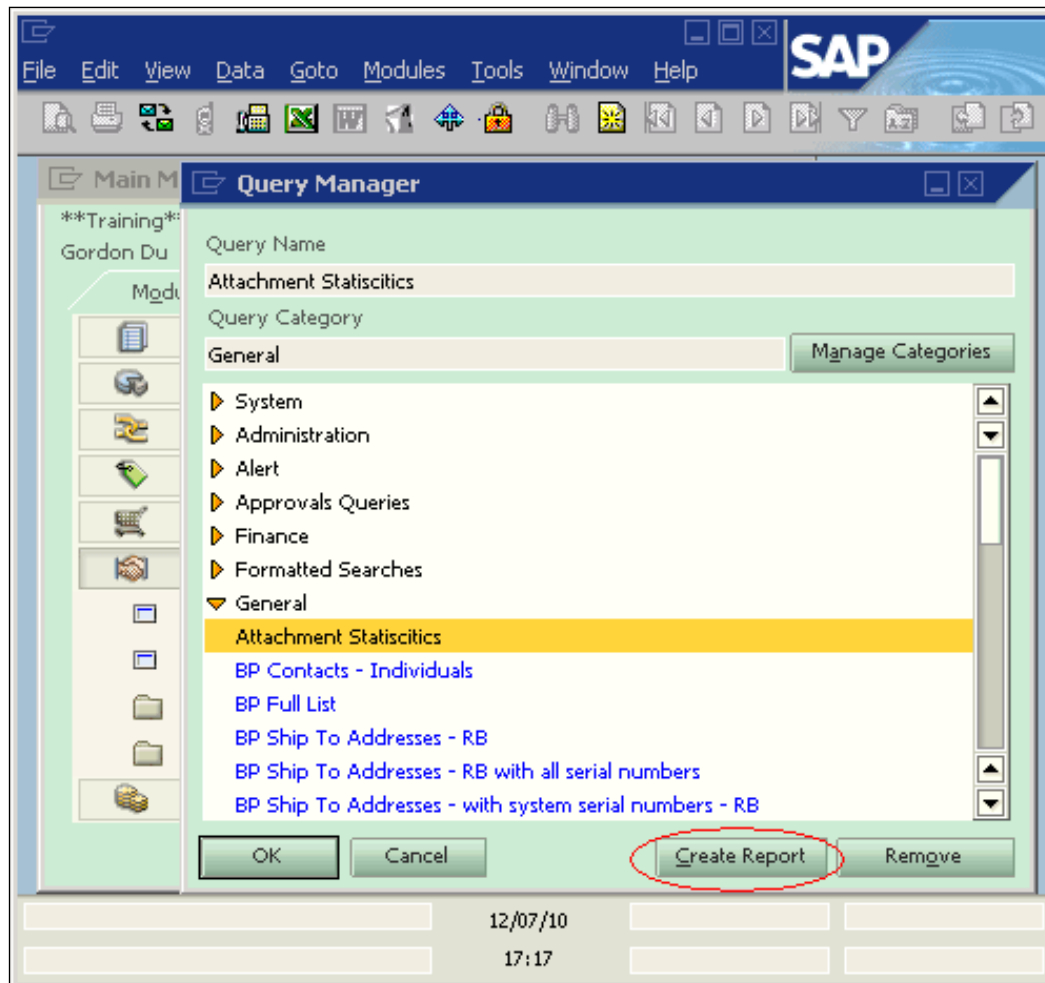 SAP
File Edit View Data Goto Modules Tools Window Help
Main M
Query Manager
**Training**
Gordon Du
Query Name
Modu
Attachment Statiscitics
Query Category
General
Manage Categories
System
Administration
Alert
Approvals Queries
Finance
Formatted Searches
General
Attachment Statiscitics
BP Contacts - Individuals
BP Full List
BP Ship To Addresses - RB
BP Ship To Addresses - RB with all serial numbers
BP Ship To Addresses - with system serial numbers - RB
OK Cancel Create Report Remove
12/07/10
17:17